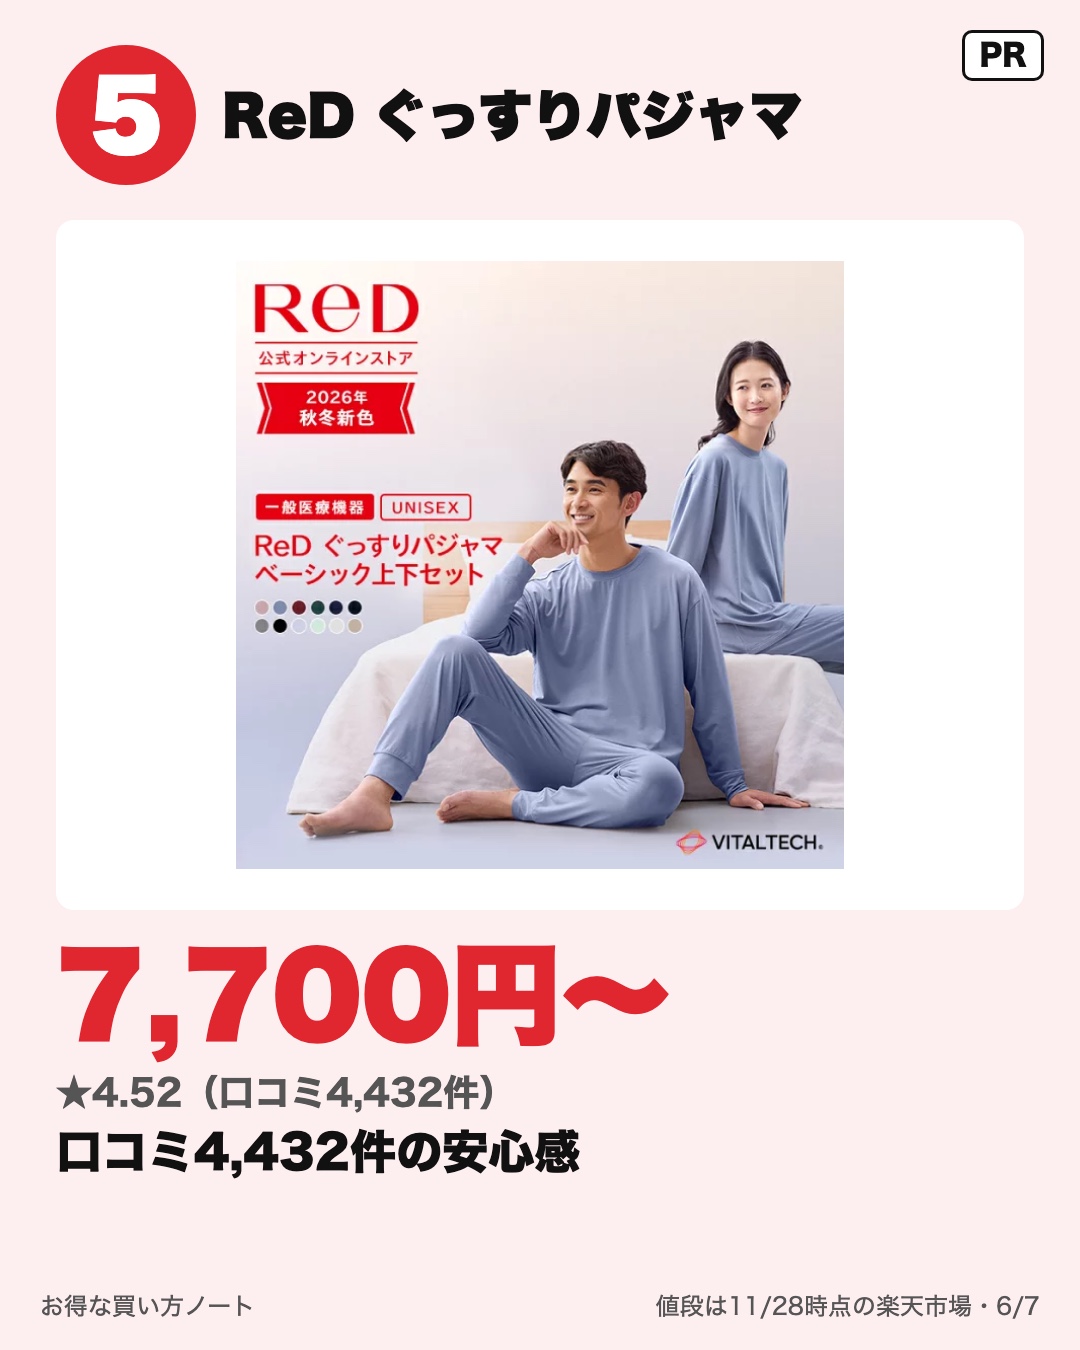 PR
5
ReD ぐっすりパジャマ
ReD
公式オンラインストア
2026年
秋冬新色
一般医療機器 UNISEX
ReD ぐっすりパジャマ
ベーシック上下セット
VITALTECH®
7,700円〜
★4.52（口コミ4,432件）
口コミ4,432件の安心感
お得な買い方ノート
値段は11/28時点の楽天市場・6/7